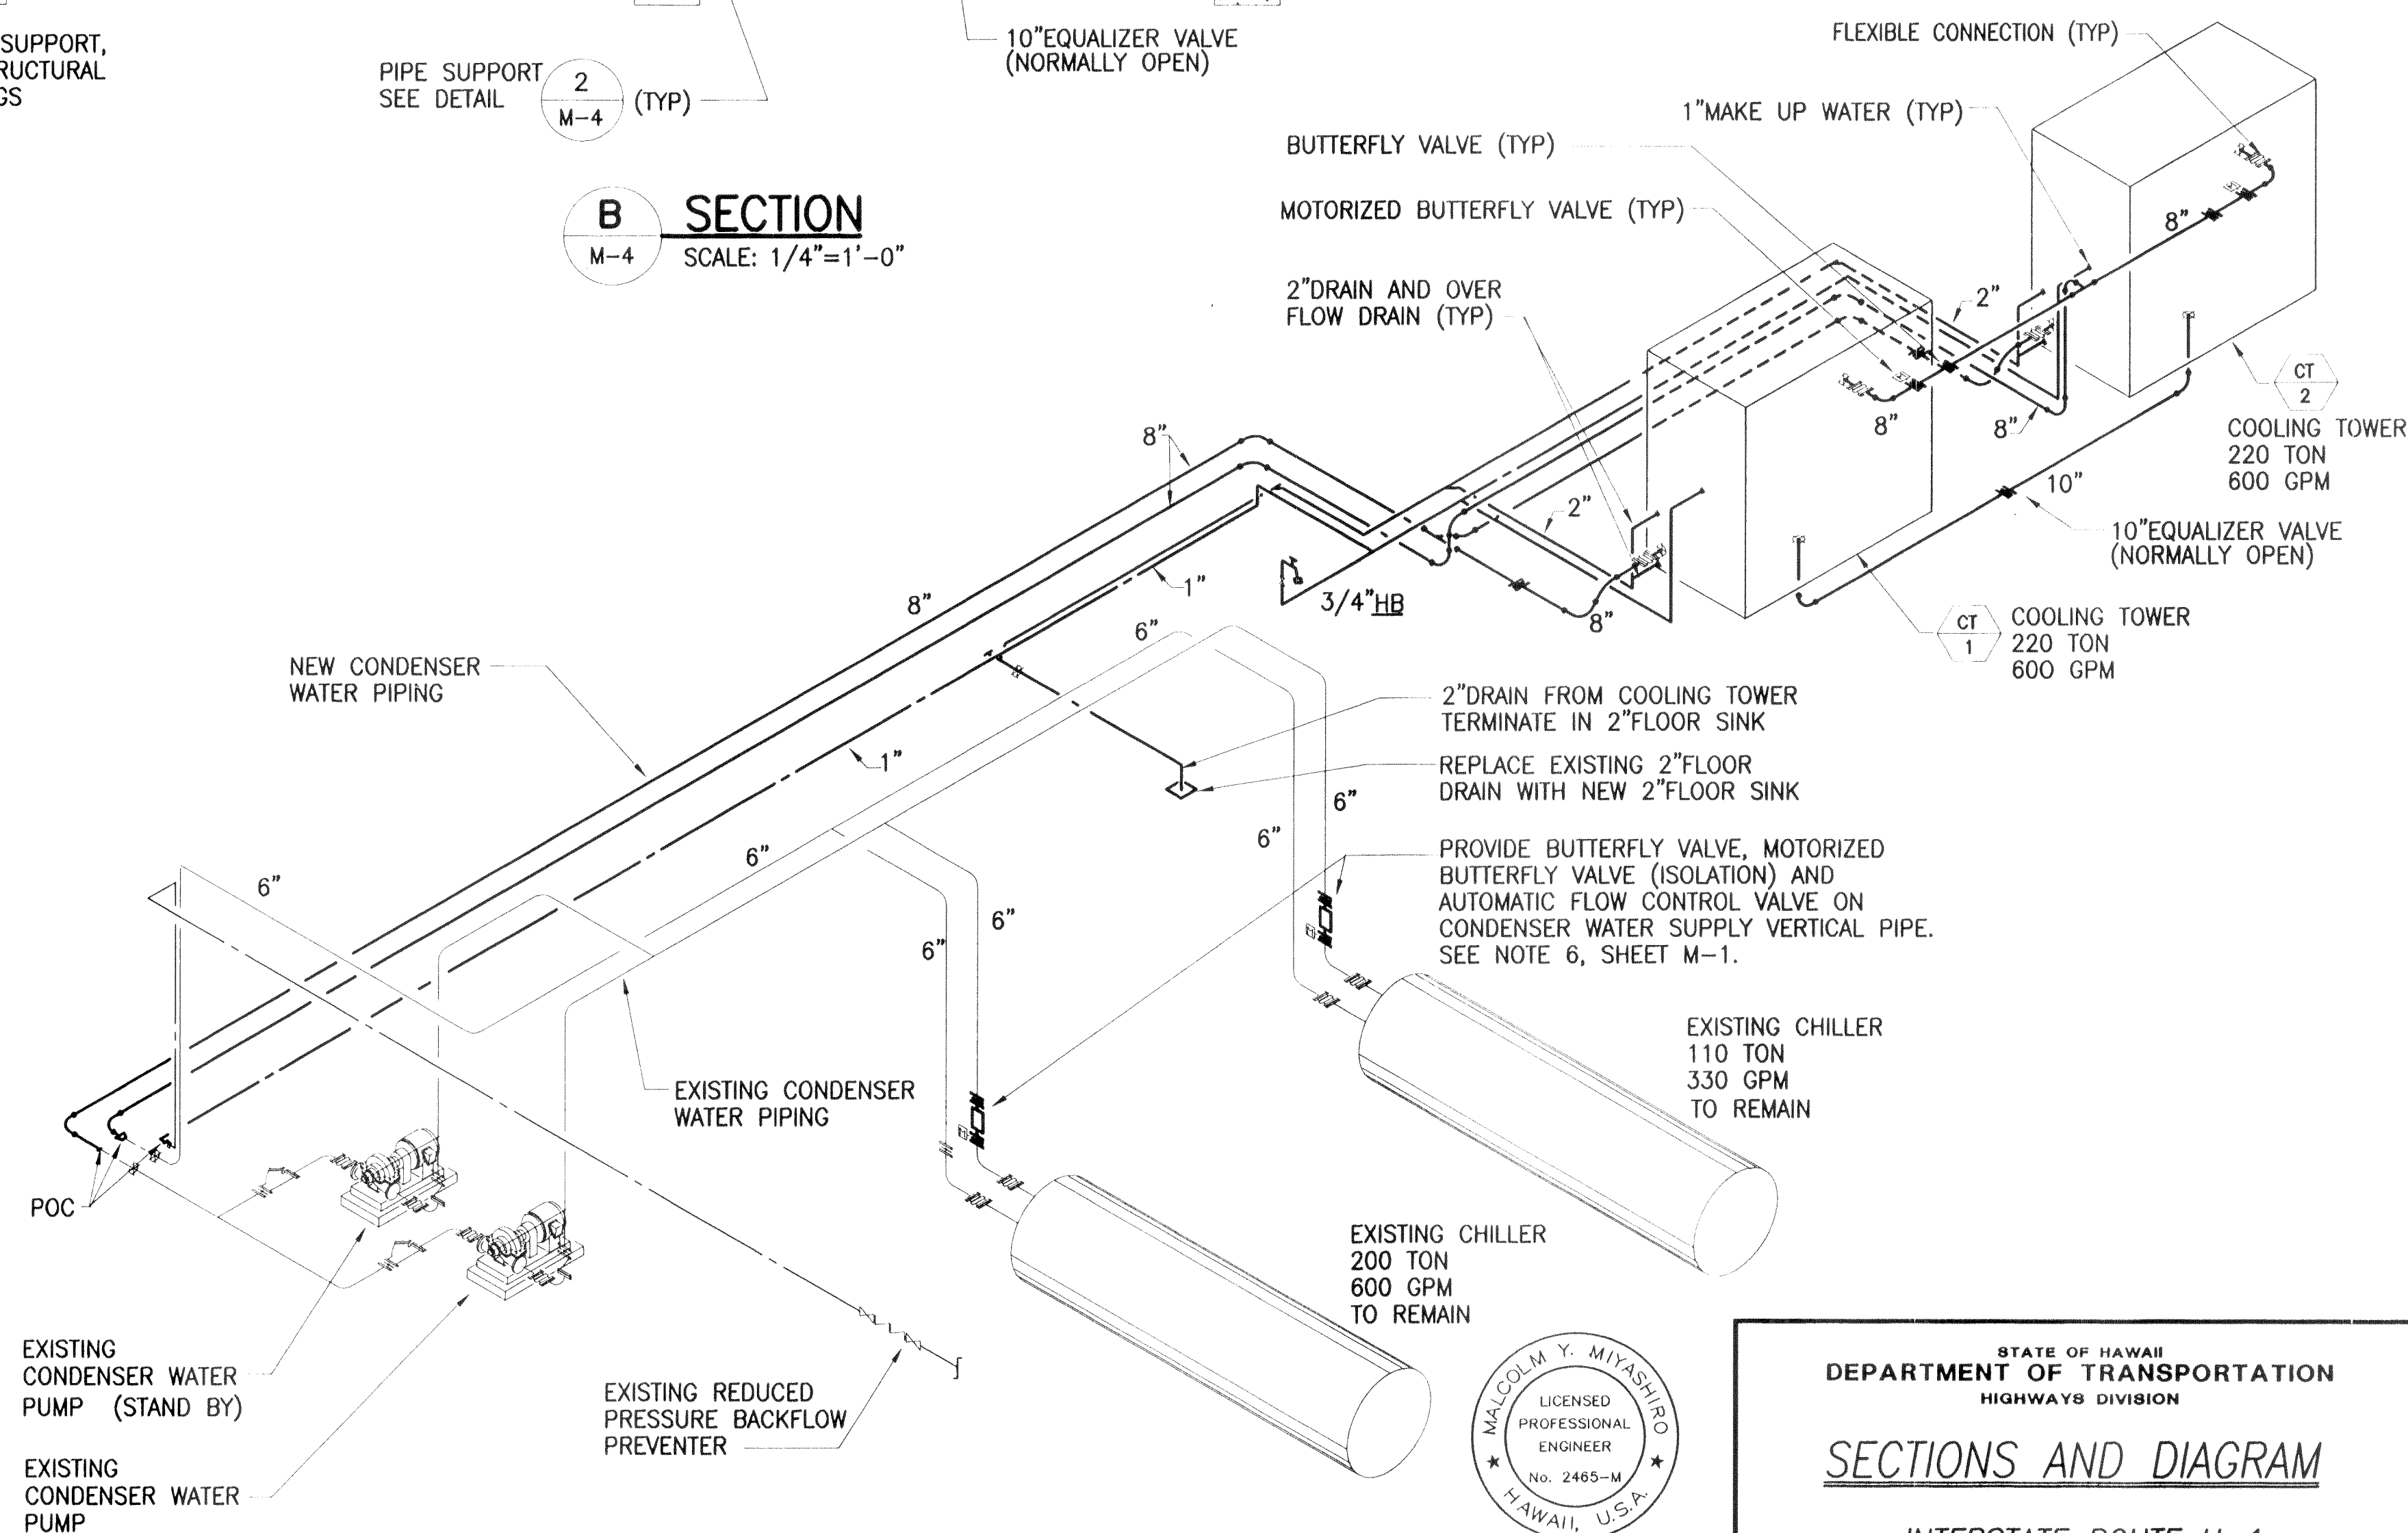 SUPPORT,
RUCTURAL
GS
PIPE SUPPORT
SEE DETAIL
2
M-4
(TYP)
10"EQUALIZER VALVE
(NORMALLY OPEN)
B
M-4
SECTION
SCALE: 1/4"=1'-0"
FLEXIBLE CONNECTION (TYP)
1"MAKE UP WATER (TYP)
BUTTERFLY VALVE (TYP)
MOTORIZED BUTTERFLY VALVE (TYP)
2"DRAIN AND OVER
FLOW DRAIN (TYP)
8"
2"
8"
8"
CT
2
COOLING TOWER
220 TON
600 GPM
10"
10"EQUALIZER VALVE
(NORMALLY OPEN)
8"
2"
1"
3/4"HB
8"
CT
1
COOLING TOWER
220 TON
600 GPM
8"
6"
NEW CONDENSER
WATER PIPING
1"
2"DRAIN FROM COOLING TOWER
TERMINATE IN 2"FLOOR SINK
REPLACE EXISTING 2"FLOOR
DRAIN WITH NEW 2"FLOOR SINK
6"
6"
6"
6"
PROVIDE BUTTERFLY VALVE, MOTORIZED
BUTTERFLY VALVE (ISOLATION) AND
AUTOMATIC FLOW CONTROL VALVE ON
CONDENSER WATER SUPPLY VERTICAL PIPE.
SEE NOTE 6, SHEET M-1.
6"
6"
EXISTING CHILLER
110 TON
330 GPM
TO REMAIN
EXISTING CONDENSER
WATER PIPING
POC
EXISTING CHILLER
200 TON
600 GPM
TO REMAIN
EXISTING
CONDENSER WATER
PUMP (STAND BY)
EXISTING
CONDENSER WATER
PUMP
EXISTING REDUCED
PRESSURE BACKFLOW
PREVENTER
MALCOLM Y. MIYASHIRO
LICENSED
PROFESSIONAL
ENGINEER
No. 2465-M
HAWAII, U.S.A.
STATE OF HAWAII
DEPARTMENT OF TRANSPORTATION
HIGHWAYS DIVISION
SECTIONS AND DIAGRAM
INTERSTATE ROUTE H-1